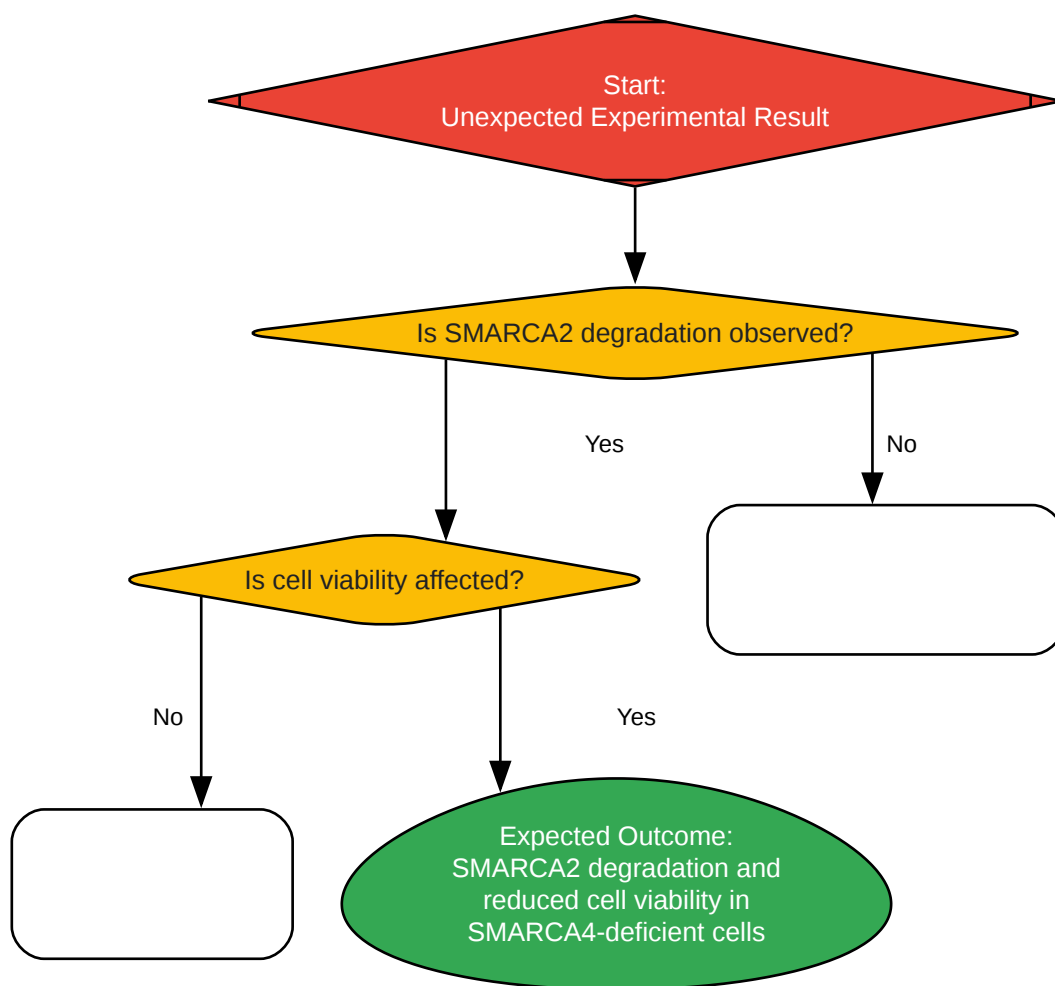 Start:
Unexpected Experimental Result
Is SMARCA2 degradation observed?
Yes
No
Is cell viability affected?
No
Yes
Expected Outcome:
SMARCA2 degradation and
reduced cell viability in
SMARCA4-deficient cells